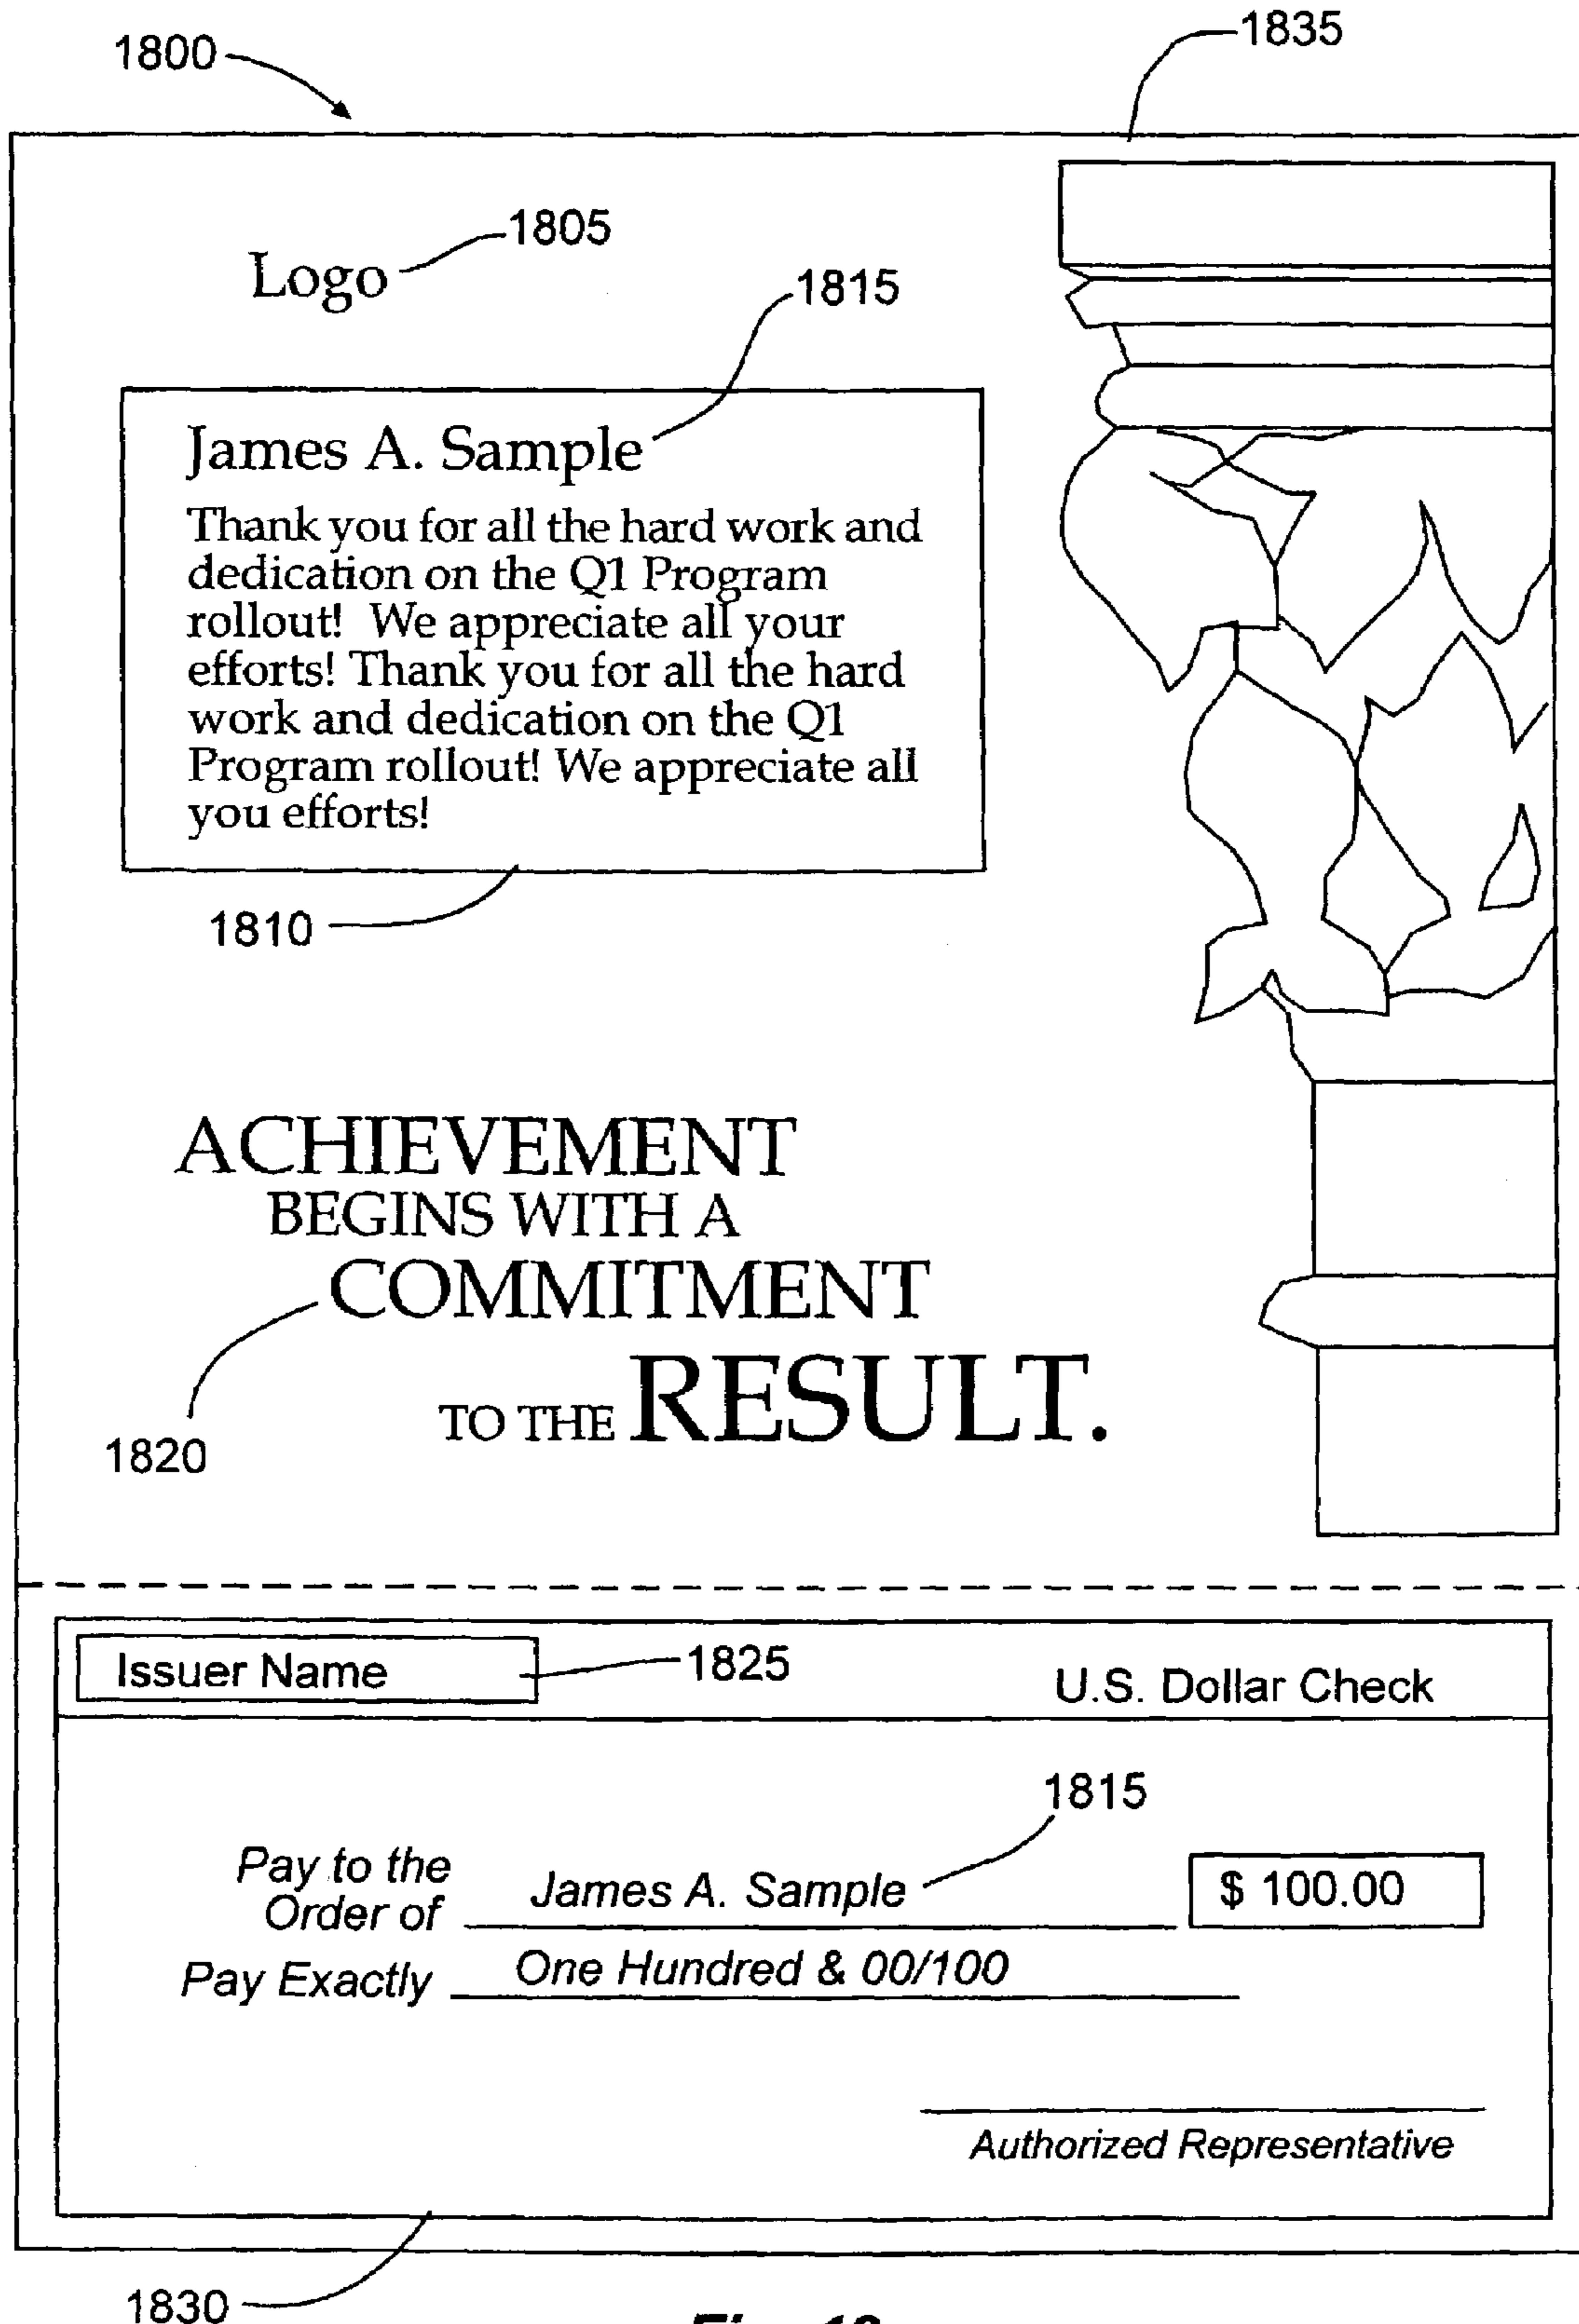 1800
1835
1805
Logo
1815
James A. Sample
Thank you for all the hard work and
dedication on the Q1 Program
rollout! We appreciate all your
efforts! Thank you for all the hard
work and dedication on the Q1
Program rollout! We appreciate all
you efforts!
1810
ACHIEVEMENT
BEGINS WITH A
COMMITMENT
TO THE RESULT.
1820
Issuer Name
1825
U.S. Dollar Check
1815
Pay to the
Order of
James A. Sample
$ 100.00
Pay Exactly
One Hundred & 00/100
Authorized Representative
1830